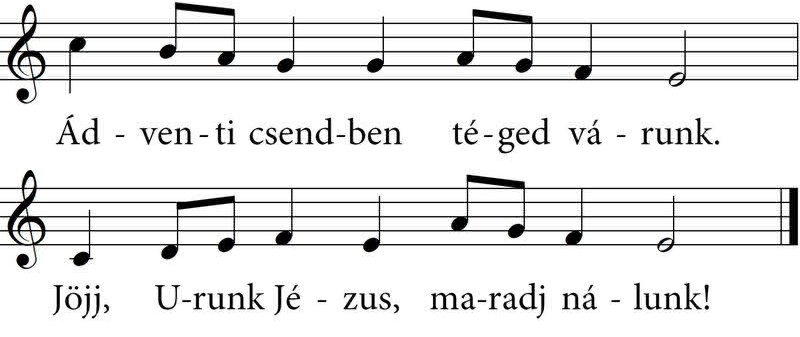 Ád - ven - ti csend-ben té-ged vá - runk.
Jöjj, U-runk Jé - zus, ma-radj ná - lunk!